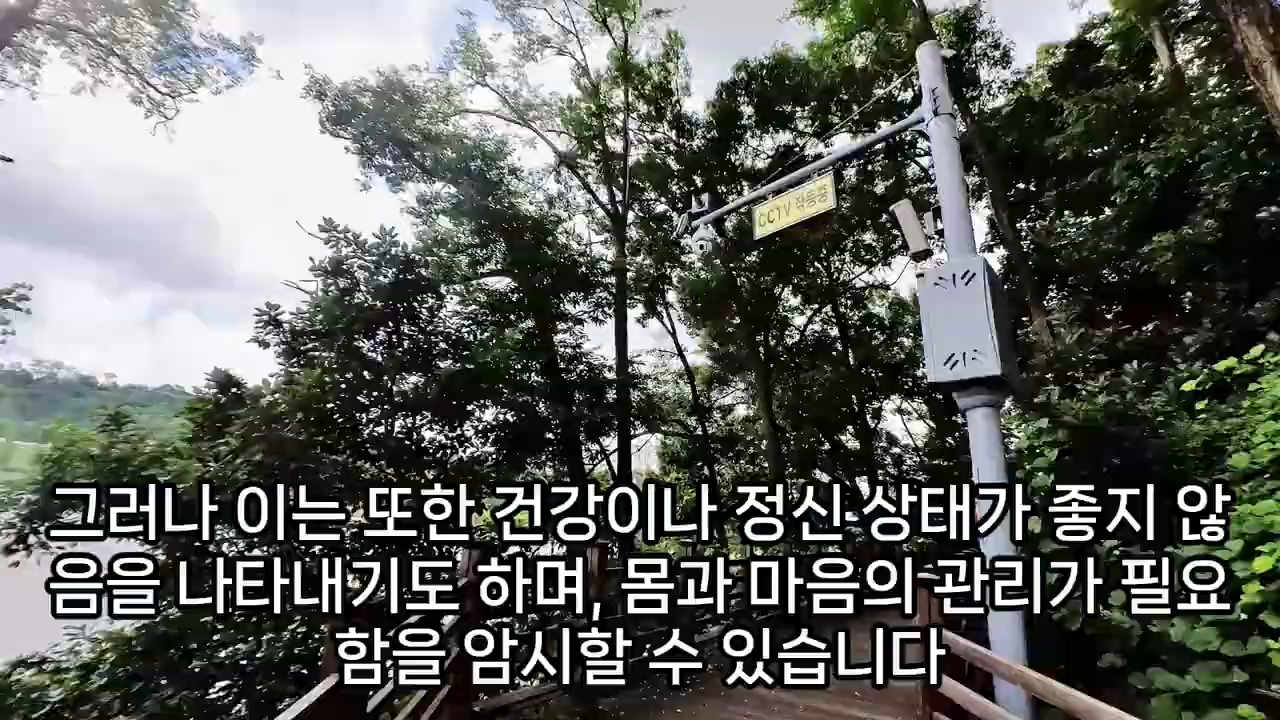 CCTV 작동중
그러나 이는 또한 건강이나 정신 상태가 좋지 않
음을 나타내기도 하며, 몸과 마음의 관리가 필요
함을 암시할 수 있습니다